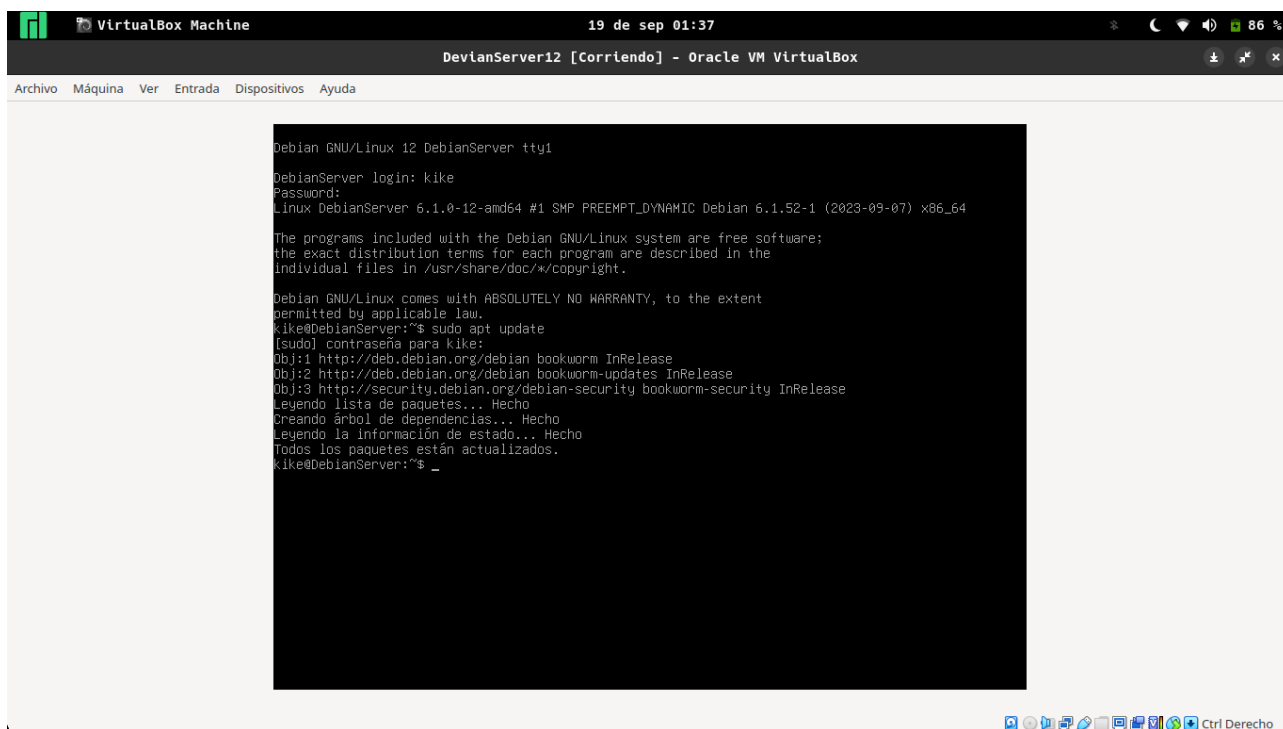 VirtualBox Machine
19 de sep 01:37
86 %
DevianServer12 [Corriendo] - Oracle VM VirtualBox
Archivo Máquina Ver Entrada Dispositivos Ayuda
Debian GNU/Linux 12 DebianServer tty1
DebianServer login: kike
Password:
Linux DebianServer 6.1.0-12-amd64 #1 SMP PREEMPT_DYNAMIC Debian 6.1.52-1 (2023-09-07) x86_64
The programs included with the Debian GNU/Linux system are free software;
the exact distribution terms for each program are described in the
individual files in /usr/share/doc/*/copyright.
Debian GNU/Linux comes with ABSOLUTELY NO WARRANTY, to the extent
permitted by applicable law.
kike@DebianServer:~$ sudo apt update
[sudo] contraseña para kike:
Obj:1 http://deb.debian.org/debian bookworm InRelease
Obj:2 http://deb.debian.org/debian bookworm-updates InRelease
Obj:3 http://security.debian.org/debian-security bookworm-security InRelease
Leyendo lista de paquetes... Hecho
Creando árbol de dependencias... Hecho
Leyendo la información de estado... Hecho
Todos los paquetes están actualizados.
kike@DebianServer:~$ _
Ctrl Derecho